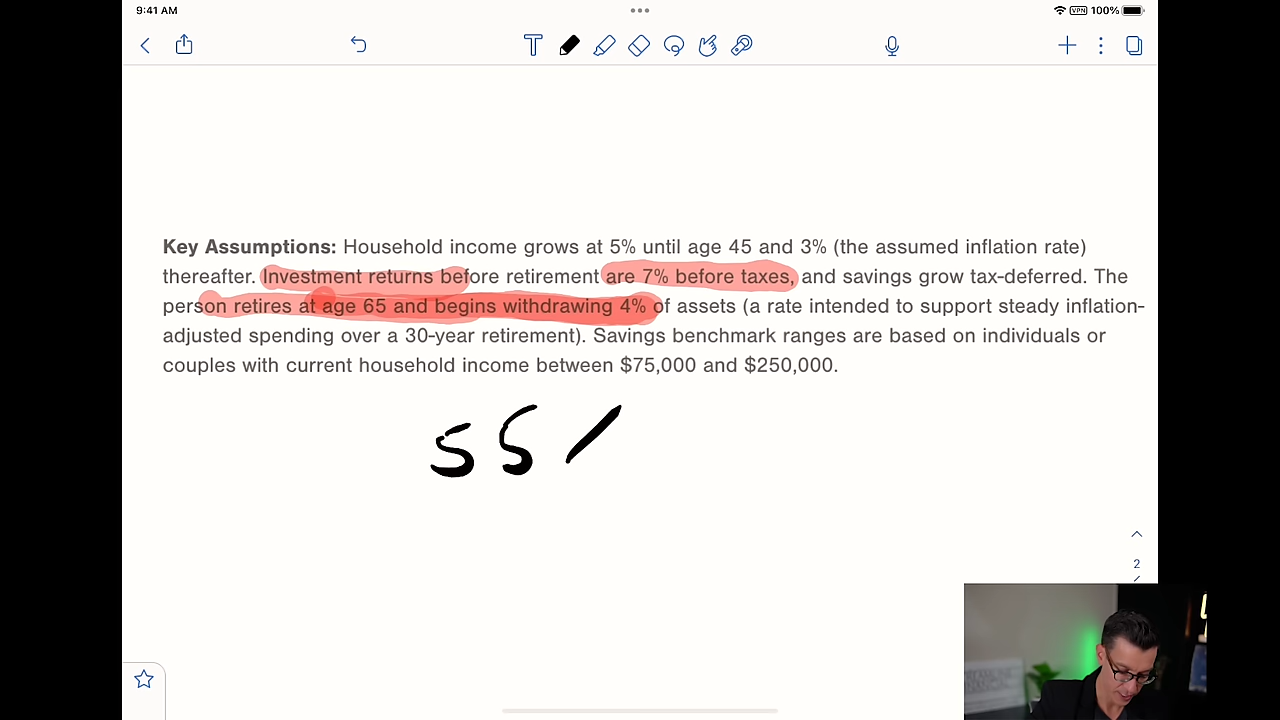 9:41 AM
VPN 100%
T
Key Assumptions: Household income grows at 5% until age 45 and 3% (the assumed inflation rate)
thereafter. Investment returns before retirement are 7% before taxes, and savings grow tax-deferred. The
person retires at age 65 and begins withdrawing 4% of assets (a rate intended to support steady inflation-
adjusted spending over a 30-year retirement). Savings benchmark ranges are based on individuals or
couples with current household income between $75,000 and $250,000.
55/
2